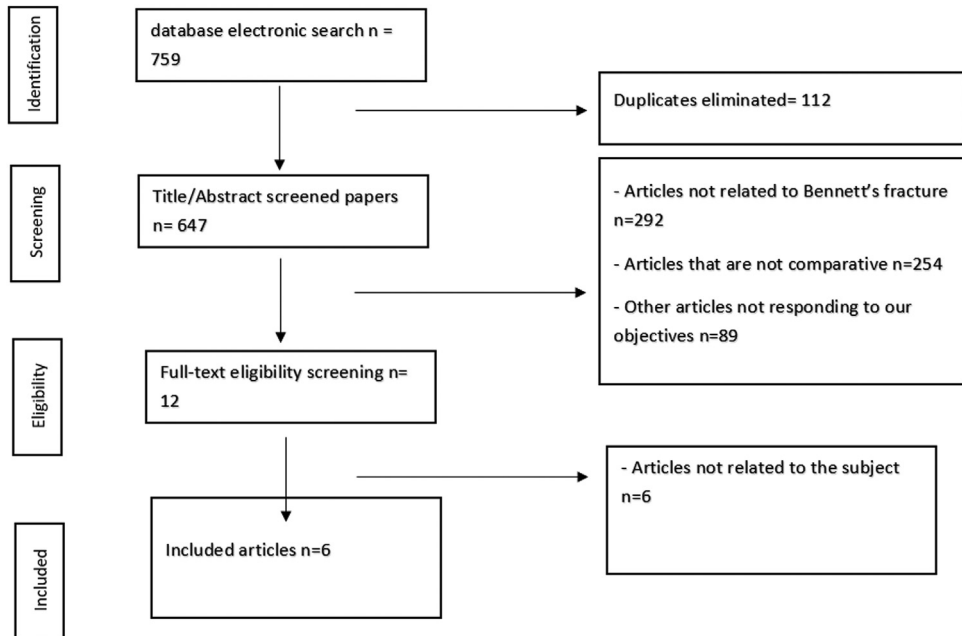 Identification
database electronic search n =
759
Duplicates eliminated= 112
Screening
Title/Abstract screened papers
n= 647
- Articles not related to Bennett’s fracture
n=292
- Articles that are not comparative n=254
- Other articles not responding to our
objectives n=89
Eligibility
Full-text eligibility screening n=
12
- Articles not related to the subject
n=6
Included
Included articles n=6